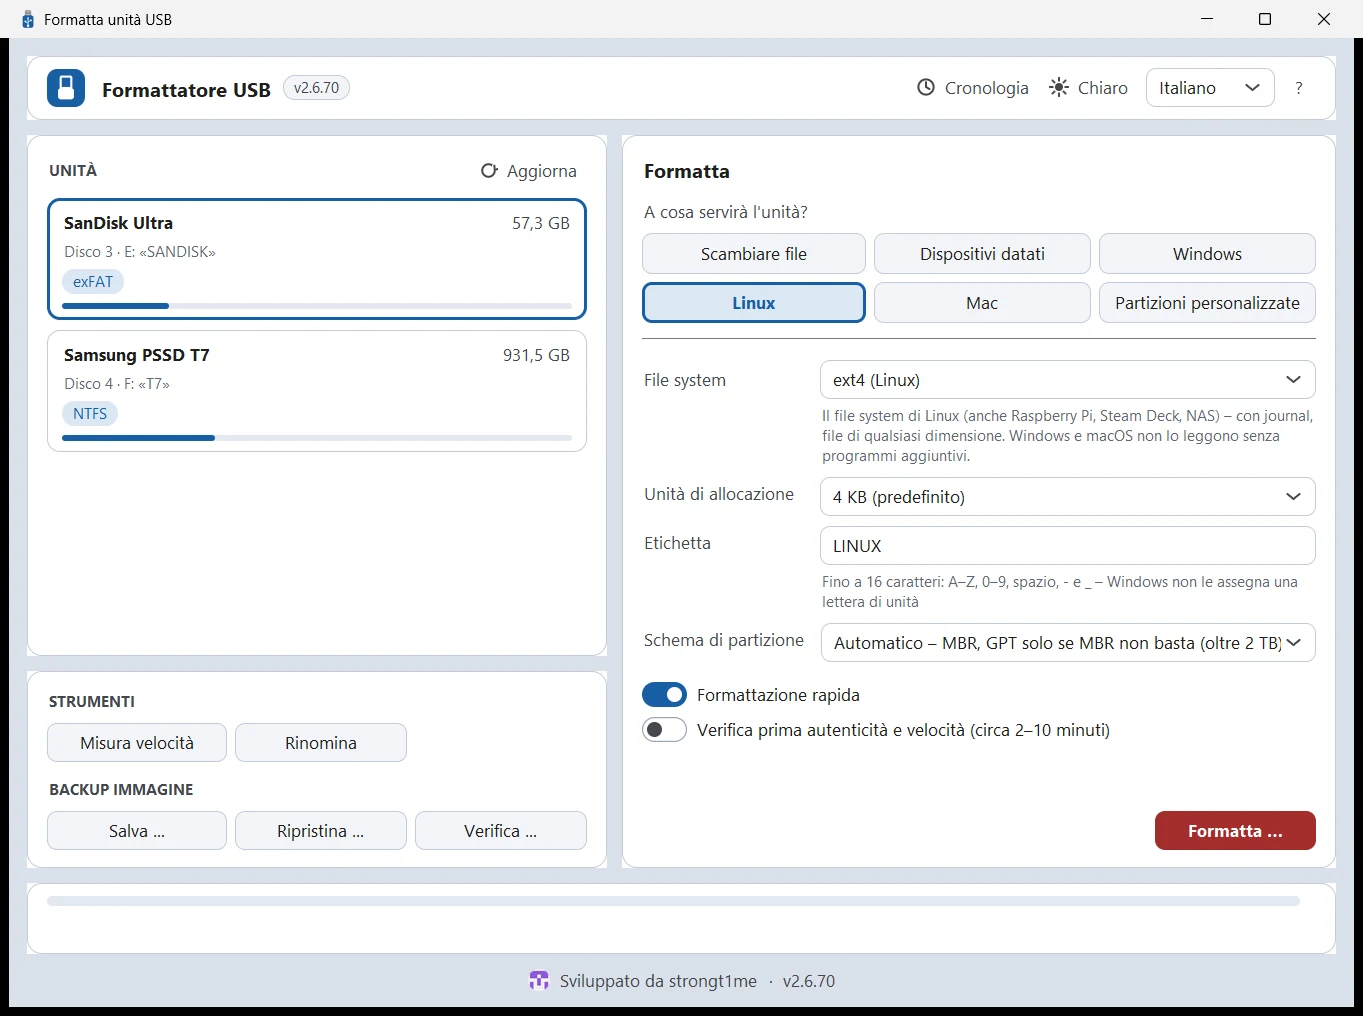 Formatta unità USB
Formattatore USB
v2.6.70
Cronologia
Chiaro
Italiano
?
UNITÀ
Aggiorna
SanDisk Ultra
57,3 GB
Disco 3 · E: «SANDISK»
exFAT
Samsung PSSD T7
931,5 GB
Disco 4 · F: «T7»
NTFS
STRUMENTI
Misura velocità
Rinomina
BACKUP IMMAGINE
Salva ...
Ripristina ...
Verifica ...
Formatta
A cosa servirà l'unità?
Scambiare file
Dispositivi datati
Windows
Linux
Mac
Partizioni personalizzate
File system
ext4 (Linux)
Il file system di Linux (anche Raspberry Pi, Steam Deck, NAS) – con journal,
file di qualsiasi dimensione. Windows e macOS non lo leggono senza
programmi aggiuntivi.
Unità di allocazione
4 KB (predefinito)
Etichetta
LINUX
Fino a 16 caratteri: A–Z, 0–9, spazio, - e _ – Windows non le assegna una
lettera di unità
Schema di partizione
Automatico – MBR, GPT solo se MBR non basta (oltre 2 TB)
Formattazione rapida
Verifica prima autenticità e velocità (circa 2–10 minuti)
Formatta ...
Sviluppato da strongt1me · v2.6.70